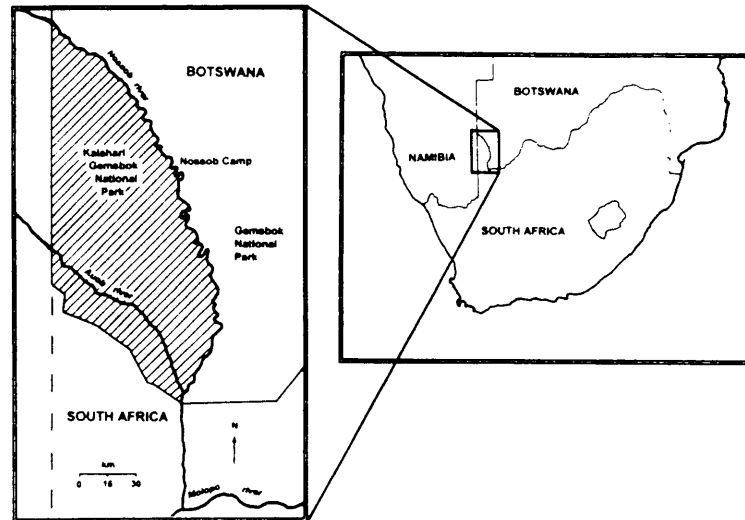 Nossob river
BOTSWANA
Kalahari
Gemsbok
National
Park
Nossob Camp
Gemsbok
National
Park
Auob river
SOUTH AFRICA
N
km
0 15 30
Molopo river
BOTSWANA
NAMIBIA
SOUTH AFRICA